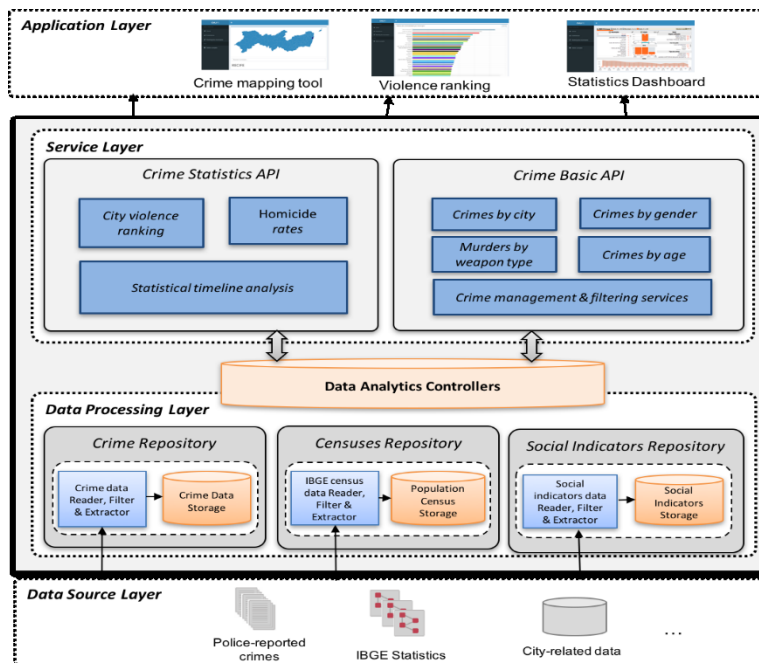 Application Layer
Crime mapping tool
Violence ranking
Statistics Dashboard
Service Layer
Crime Statistics API
City violence
ranking
Homicide
rates
Statistical timeline analysis
Crime Basic API
Crimes by city
Crimes by gender
Murders by
weapon type
Crimes by age
Crime management & filtering services
Data Analytics Controllers
Data Processing Layer
Crime Repository
Crime data
Reader, Filter
& Extractor
Crime Data
Storage
Censuses Repository
IBGE census
data Reader,
Filter &
Extractor
Population
Census
Storage
Social Indicators Repository
Social
indicators data
Reader, Filter
& Extractor
Social
Indicators
Storage
Data Source Layer
Police-reported
crimes
IBGE Statistics
City-related data
...